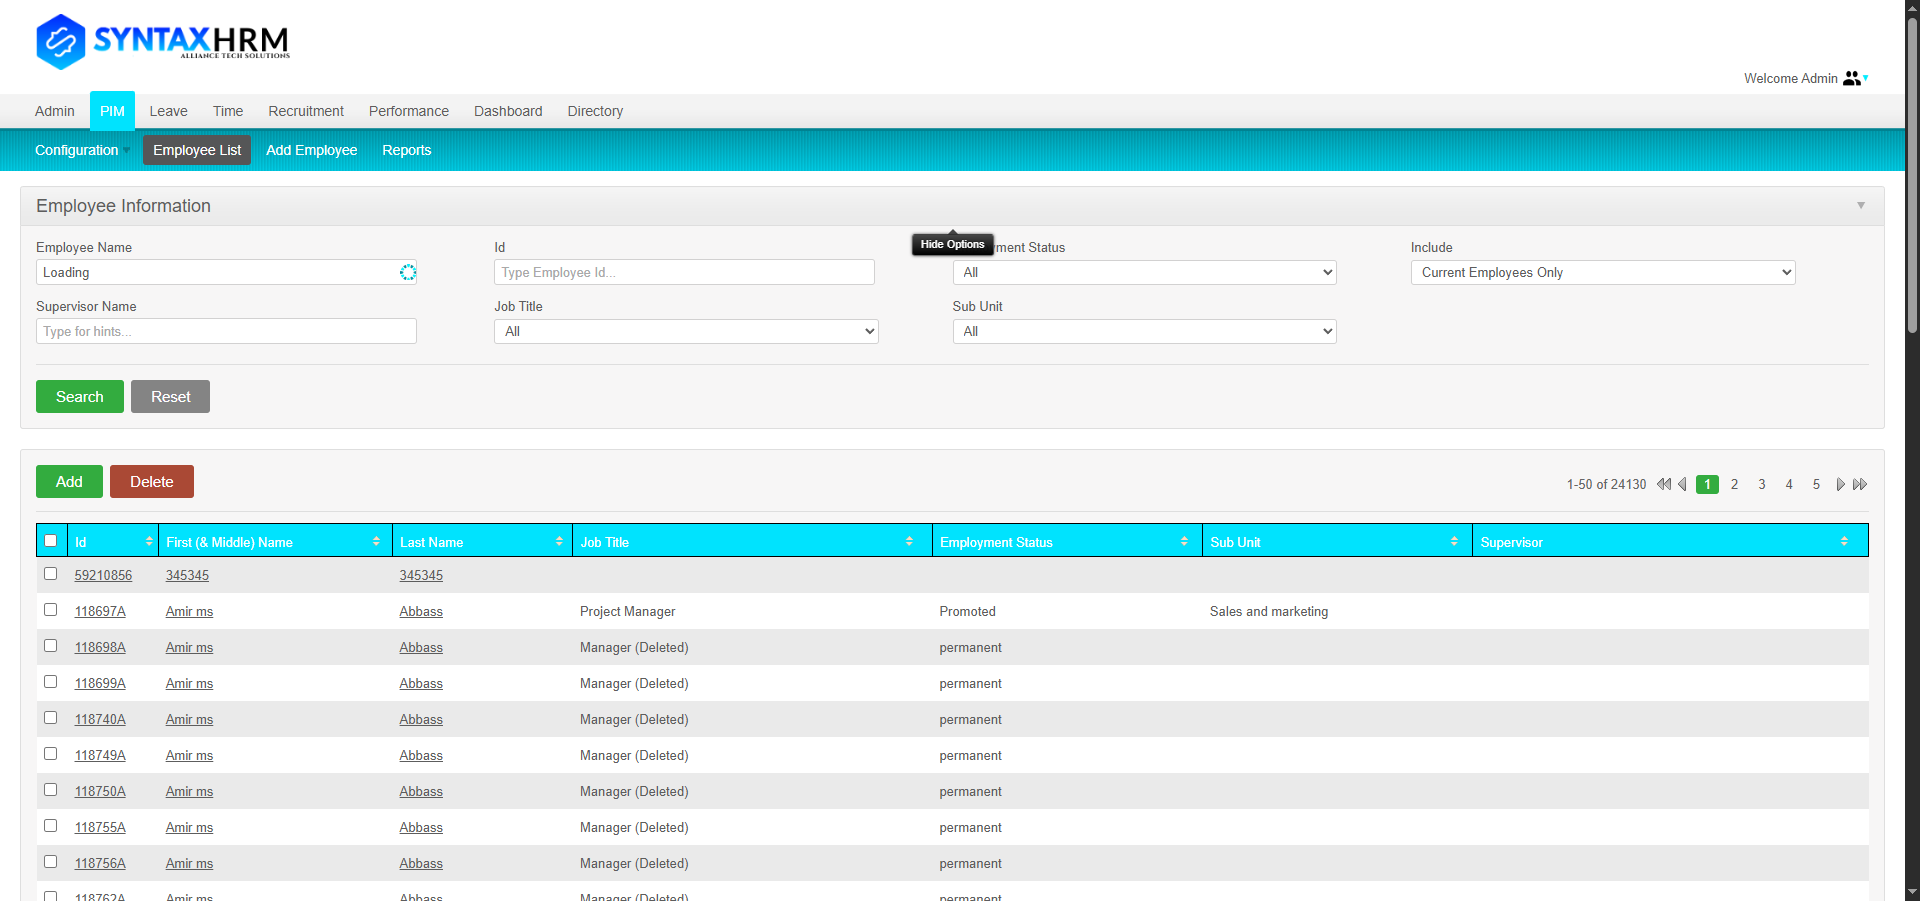 SYNTAXHRM
ALLIANCE TECH SOLUTIONS
Welcome Admin
Admin PIM Leave Time Recruitment Performance Dashboard Directory
Configuration Employee List Add Employee Reports
Employee Information
Hide Options
Employee Name Id yment Status Include
Loading Type Employee Id... All Current Employees Only
Supervisor Name Job Title Sub Unit
Type for hints... All All
Search Reset
Add Delete
1-50 of 24130 1 2 3 4 5
Id First (& Middle) Name Last Name Job Title Employment Status Sub Unit Supervisor
59210856 345345 345345
118697A Amir ms Abbass Project Manager Promoted Sales and marketing
118698A Amir ms Abbass Manager (Deleted) permanent
118699A Amir ms Abbass Manager (Deleted) permanent
118740A Amir ms Abbass Manager (Deleted) permanent
118749A Amir ms Abbass Manager (Deleted) permanent
118750A Amir ms Abbass Manager (Deleted) permanent
118755A Amir ms Abbass Manager (Deleted) permanent
118756A Amir ms Abbass Manager (Deleted) permanent
118762A Amir ms Abbass Manager (Deleted) permanent